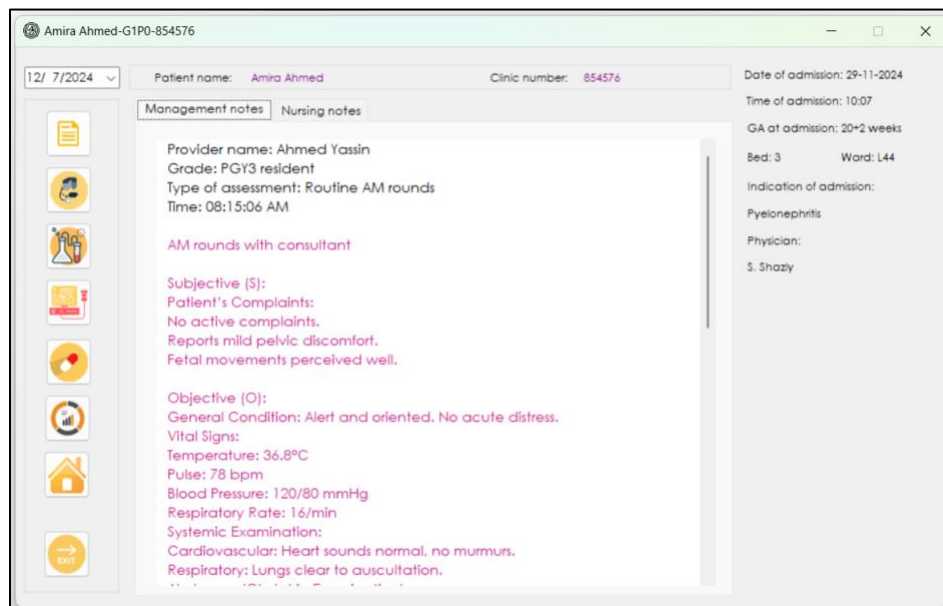 Amira Ahmed-G1P0-854576
12/ 7/2024
Patient name: Amira Ahmed Clinic number: 854576
Management notes Nursing notes
Provider name: Ahmed Yassin
Grade: PGY3 resident
Type of assessment: Routine AM rounds
Time: 08:15:06 AM
AM rounds with consultant
Subjective (S):
Patient's Complaints:
No active complaints.
Reports mild pelvic discomfort.
Fetal movements perceived well.
Objective (O):
General Condition: Alert and oriented. No acute distress.
Vital Signs:
Temperature: 36.8°C
Pulse: 78 bpm
Blood Pressure: 120/80 mmHg
Respiratory Rate: 16/min
Systemic Examination:
Cardiovascular: Heart sounds normal, no murmurs.
Respiratory: Lungs clear to auscultation.
EXIT
Date of admission: 29-11-2024
Time of admission: 10:07
GA at admission: 20+2 weeks
Bed: 3 Ward: L44
Indication of admission:
Pyelonephritis
Physician:
S. Shazly